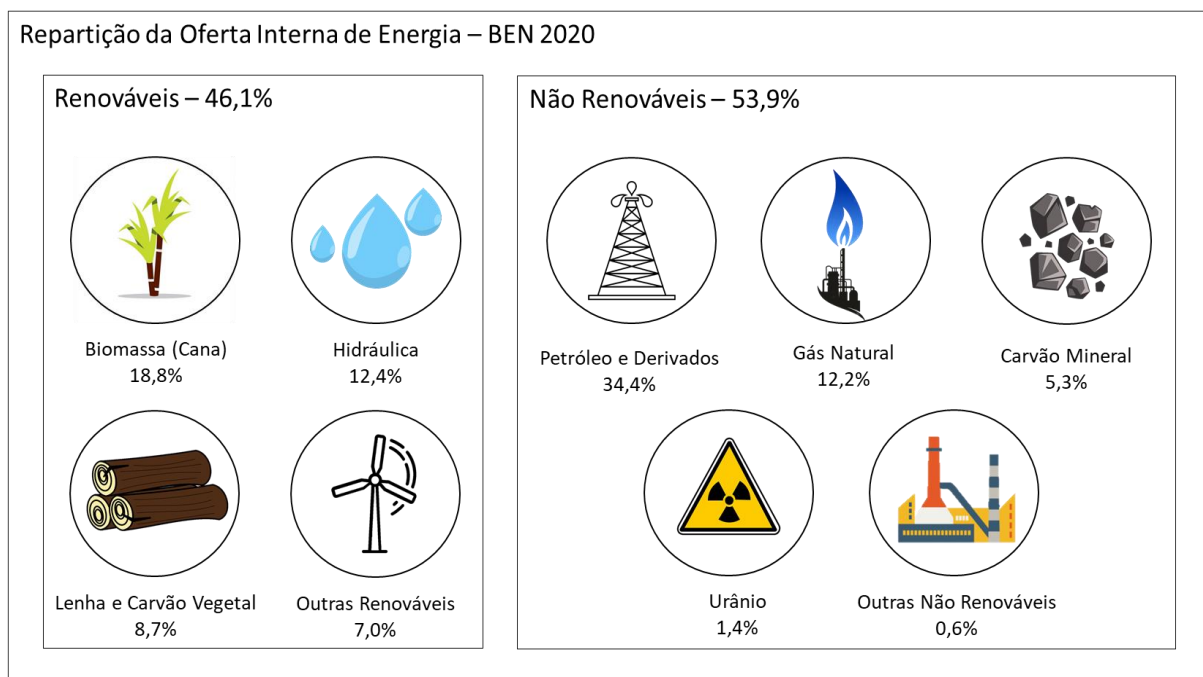 Repartição da Oferta Interna de Energia – BEN 2020
Renováveis – 46,1%
Biomassa (Cana)
18,8%
Hidráulica
12,4%
Lenha e Carvão Vegetal
8,7%
Outras Renováveis
7,0%
Não Renováveis – 53,9%
Petróleo e Derivados
34,4%
Gás Natural
12,2%
Carvão Mineral
5,3%
Urânio
1,4%
Outras Não Renováveis
0,6%